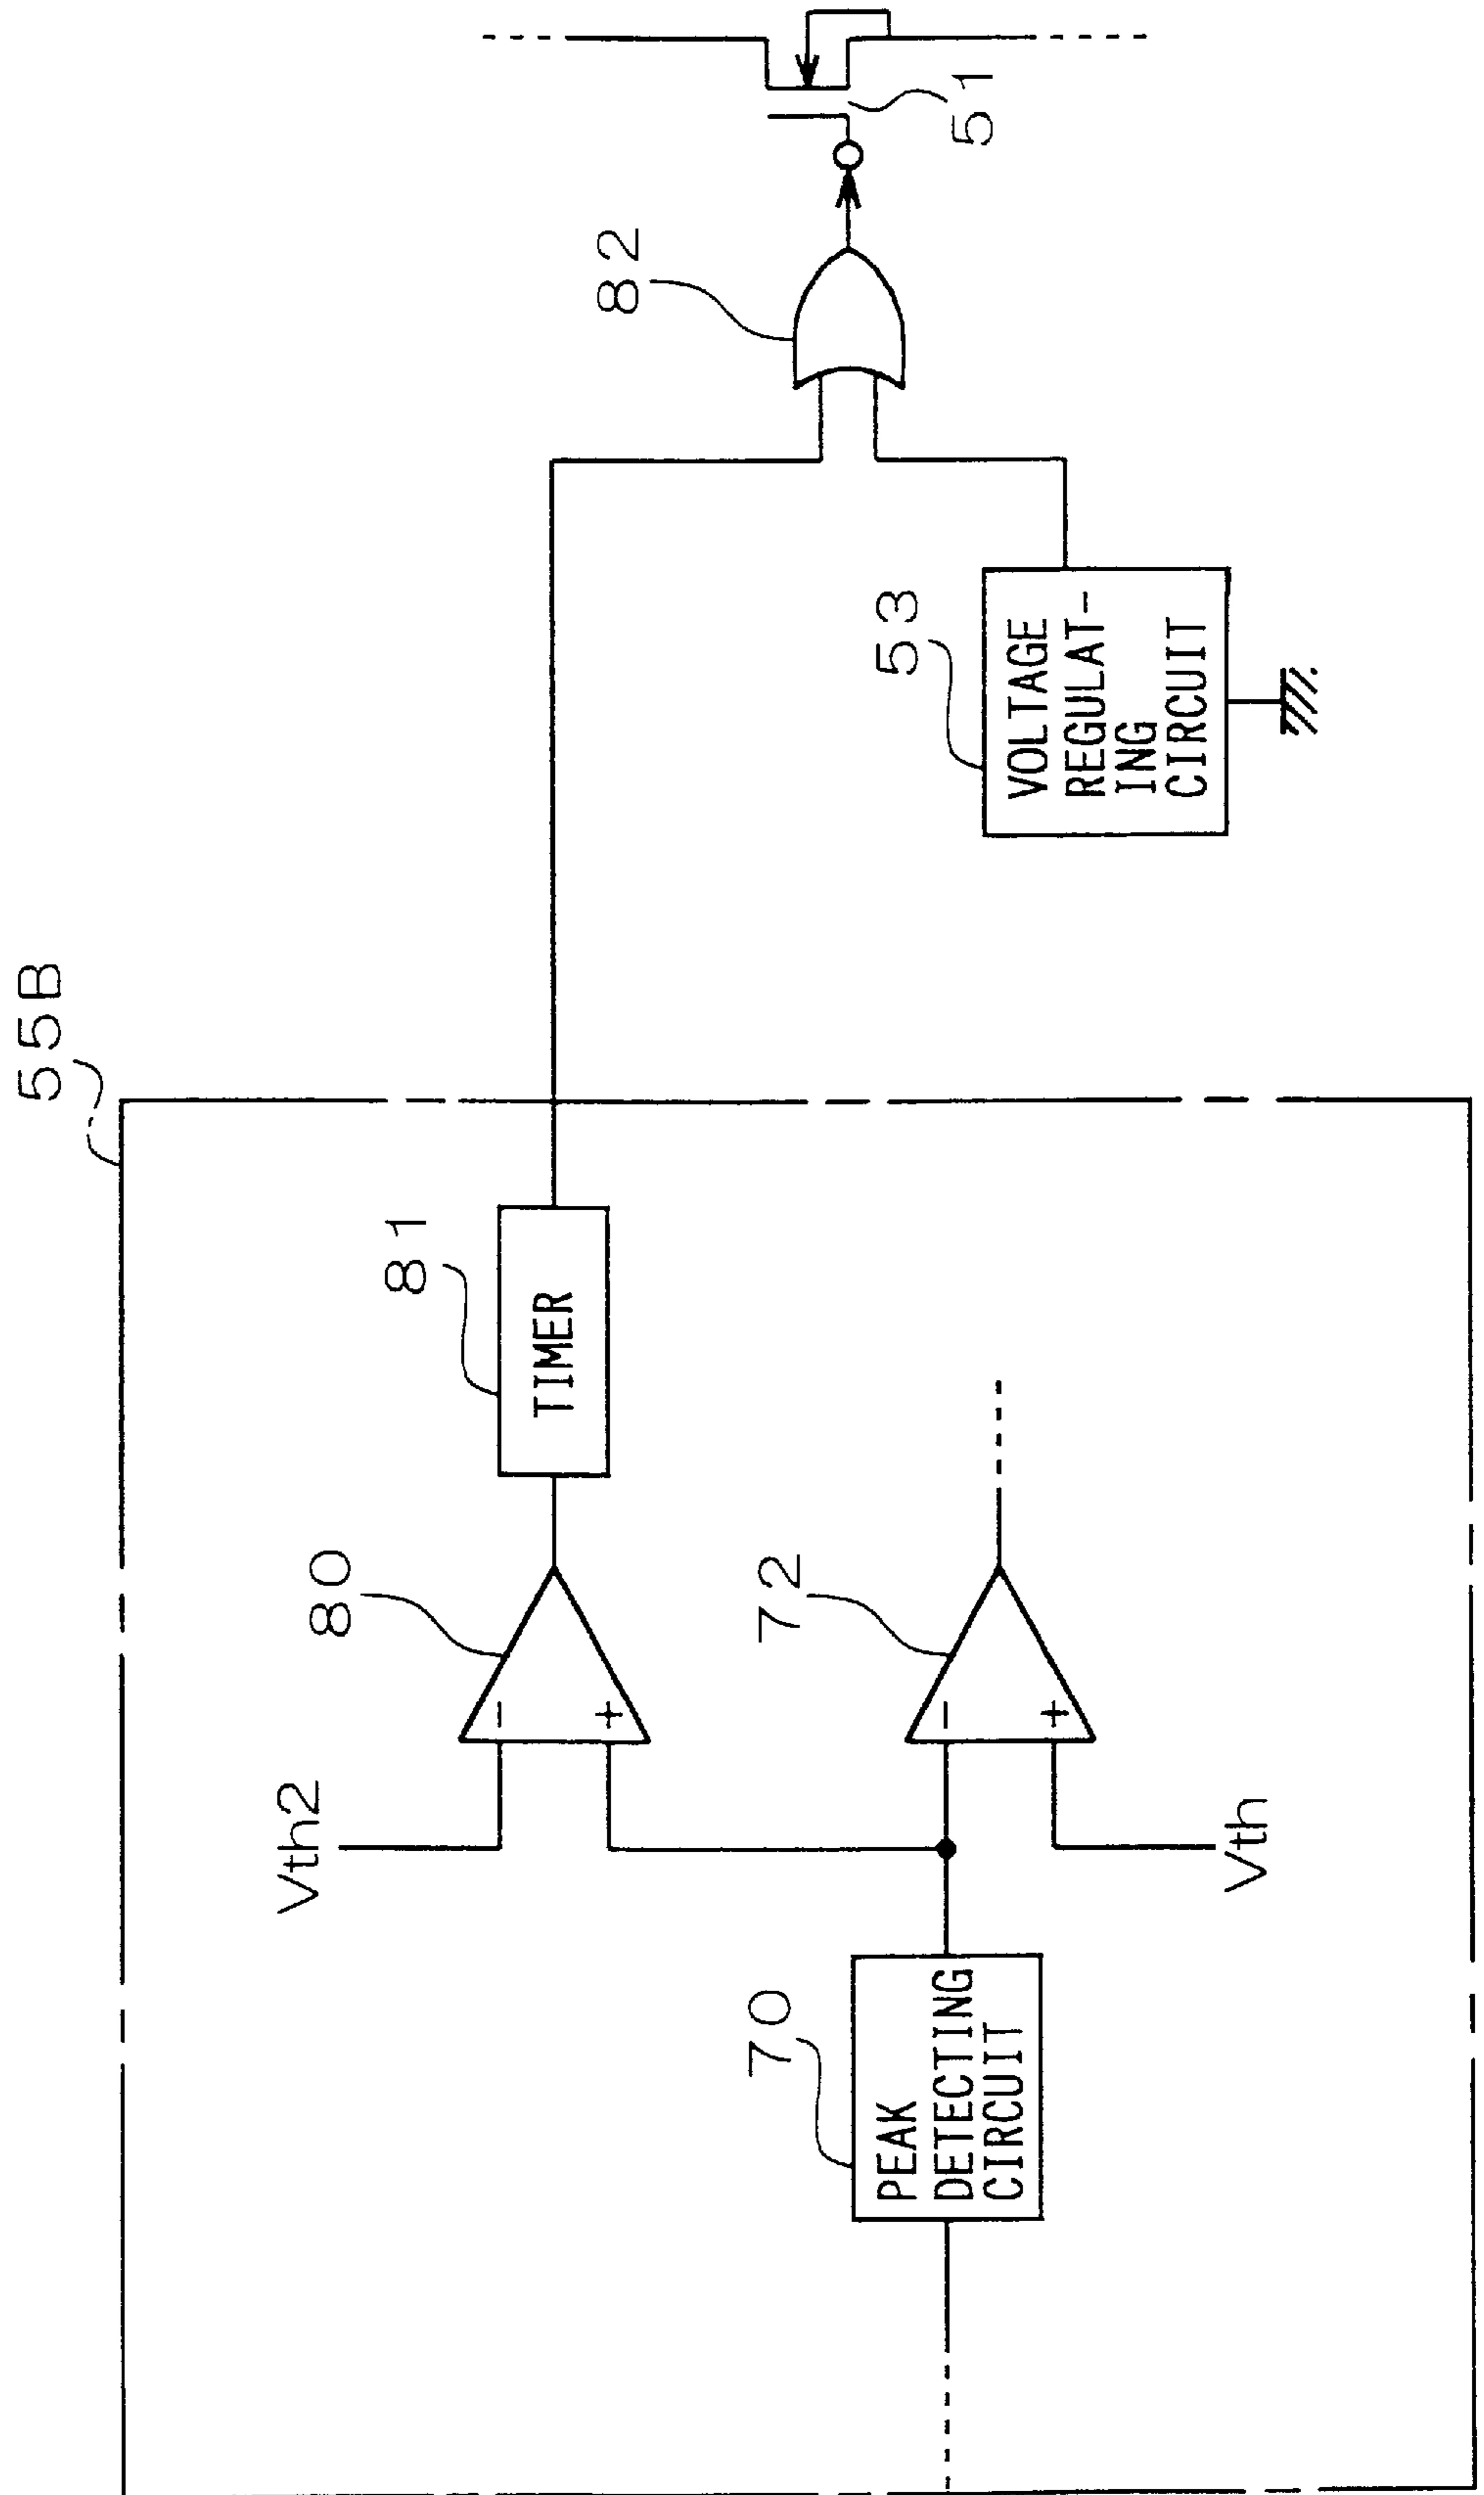 55B
Vth2
80
81
TIMER
82
51
70
PEAK
DETECTING
CIRCUIT
72
-
+
-
+
Vth
53
VOLTAGE
REGULAT-
ING
CIRCUIT